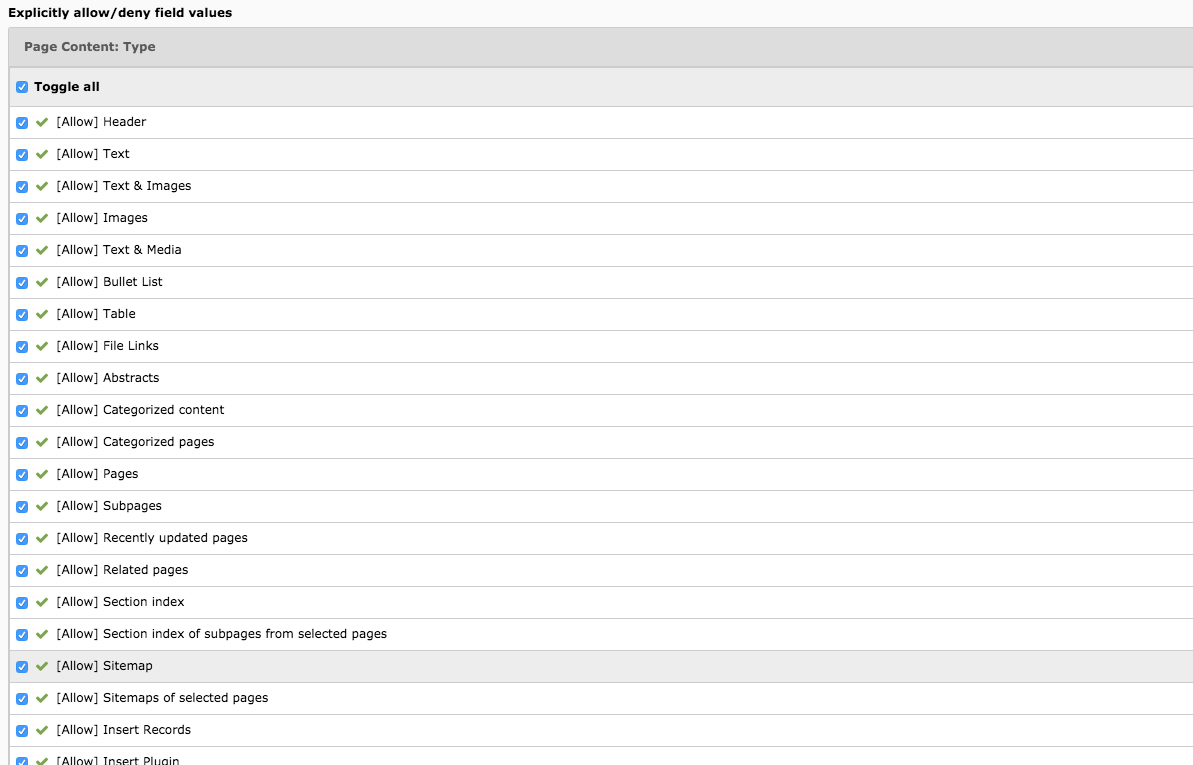 Explicitly allow/deny field values
Page Content: Type
Toggle all
[Allow] Header
[Allow] Text
[Allow] Text & Images
[Allow] Images
[Allow] Text & Media
[Allow] Bullet List
[Allow] Table
[Allow] File Links
[Allow] Abstracts
[Allow] Categorized content
[Allow] Categorized pages
[Allow] Pages
[Allow] Subpages
[Allow] Recently updated pages
[Allow] Related pages
[Allow] Section index
[Allow] Section index of subpages from selected pages
[Allow] Sitemap
[Allow] Sitemaps of selected pages
[Allow] Insert Records
[Allow] Insert Plugin